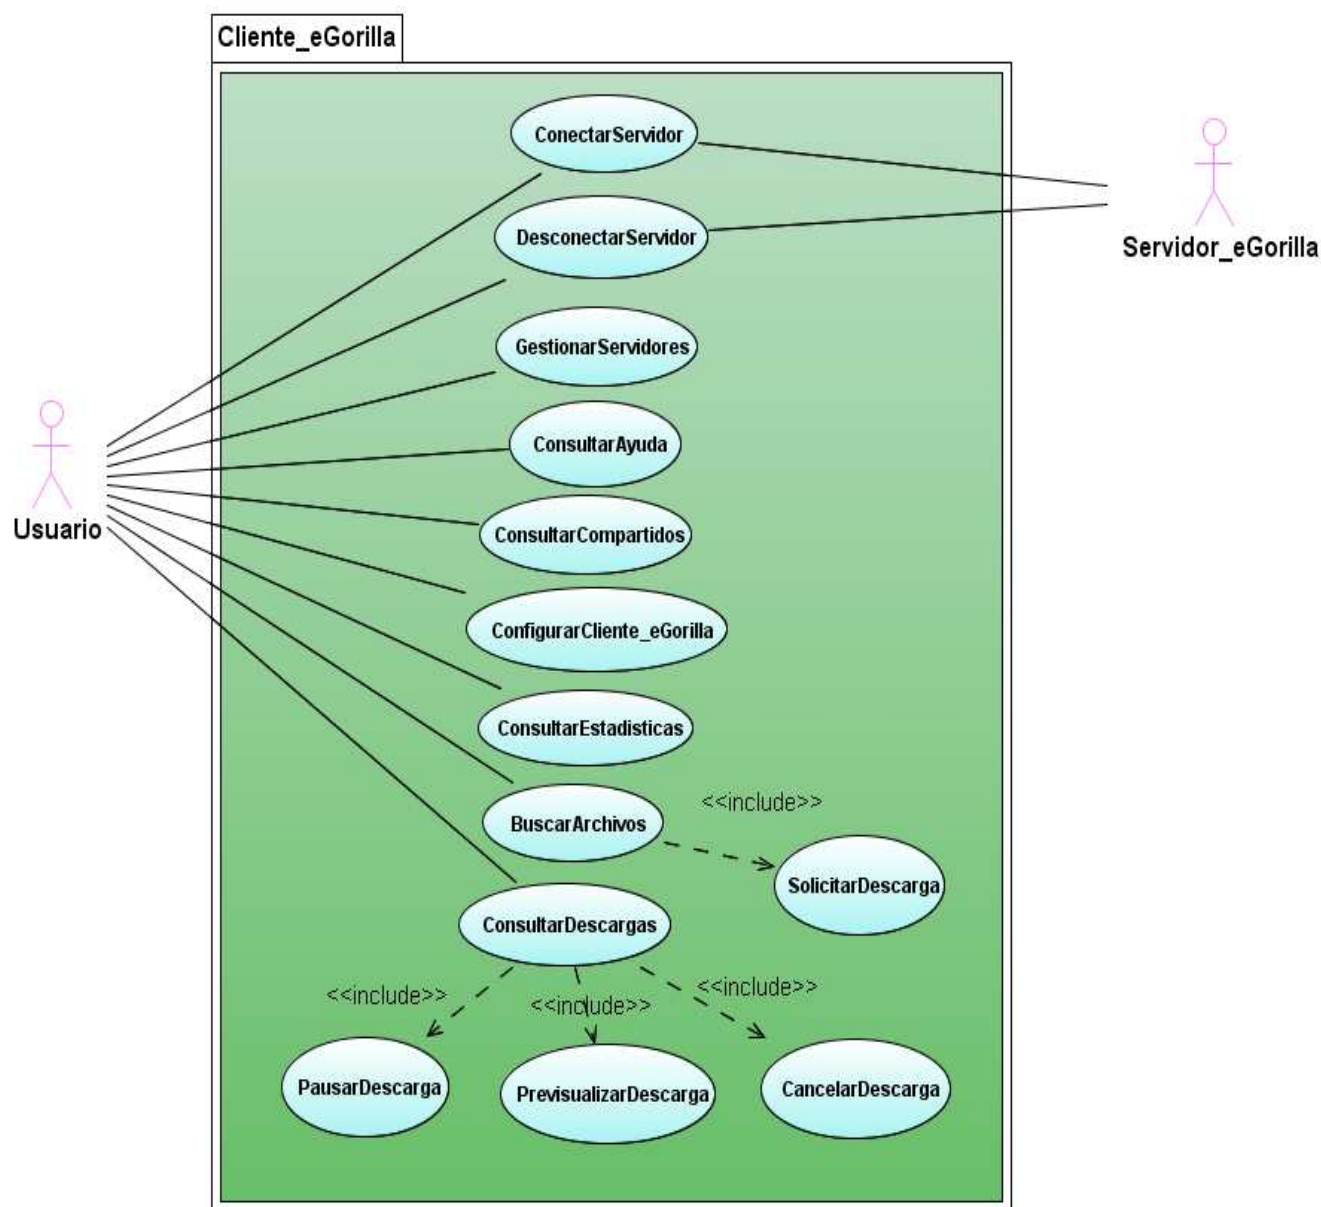 Cliente_eGorilla
ConectarServidor
DesconectarServidor
Servidor_eGorilla
GestionarServidores
ConsultarAyuda
Usuario
ConsultarCompartidos
ConfigurarCliente_eGorilla
ConsultarEstadisticas
<<include>>
BuscarArchivos
SolicitarDescarga
ConsultarDescargas
<<include>>
<<include>>
<<include>>
PausarDescarga
PrevisualizarDescarga
CancelarDescarga